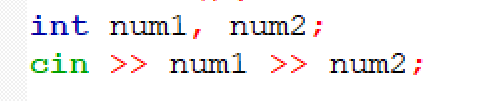 int num1, num2;
cin >> num1 >> num2;